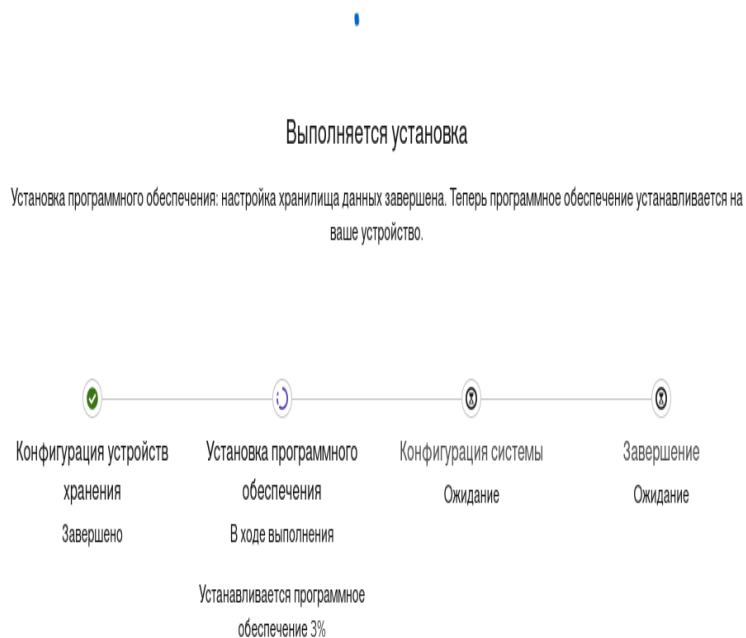 Выполняется установка
Установка программного обеспечения: настройка хранилища данных завершена. Теперь программное обеспечение устанавливается на
ваше устройство.
Конфигурация устройств
хранения
Завершено
Установка программного
обеспечения
В ходе выполнения
Устанавливается программное
обеспечение 3%
Конфигурация системы
Ожидание
Завершение
Ожидание